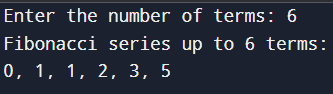 Enter the number of terms: 6
Fibonacci series up to 6 terms:
0, 1, 1, 2, 3, 5